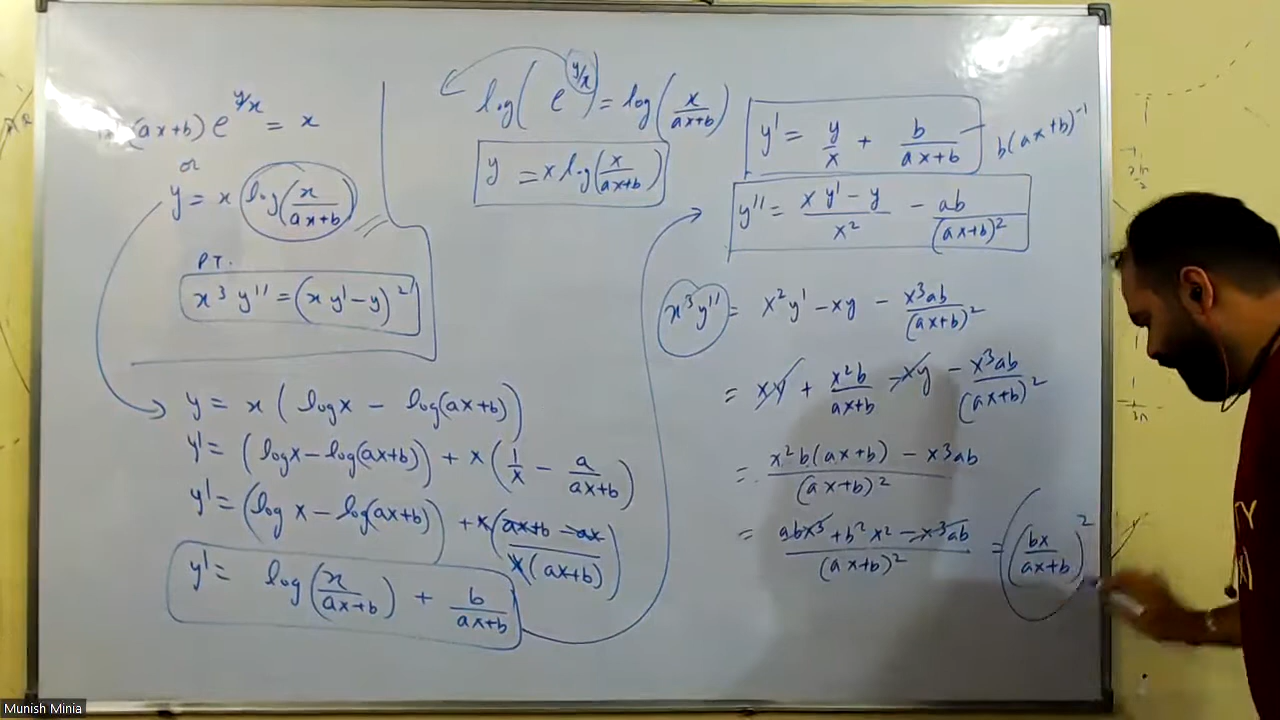 (ax+b) e^{y/x} = x
or
y = x log(x/(ax+b))
PT.
x³ y'' = (x y' - y)²
y = x (log x - log(ax+b))
y' = (log x - log(ax+b)) + x (1/x - a/(ax+b))
y' = (log x - log(ax+b)) + x ((ax+b - ax)/(x(ax+b)))
y' = log(x/(ax+b)) + b/(ax+b)
log(e^{y/x}) = log(x/(ax+b))
y = x log(x/(ax+b))
y' = y/x + b/(ax+b)
b(ax+b)^{-1}
y'' = (x y' - y)/x² - ab/(ax+b)²
x³y'' = x²y' - xy - x³ab/(ax+b)²
= xy + x²b/(ax+b) - xy - x³ab/(ax+b)²
= (x²b(ax+b) - x³ab)/(ax+b)²
= (abx³ + b²x² - x³ab)/(ax+b)² = (bx/(ax+b))²
Munish Minia